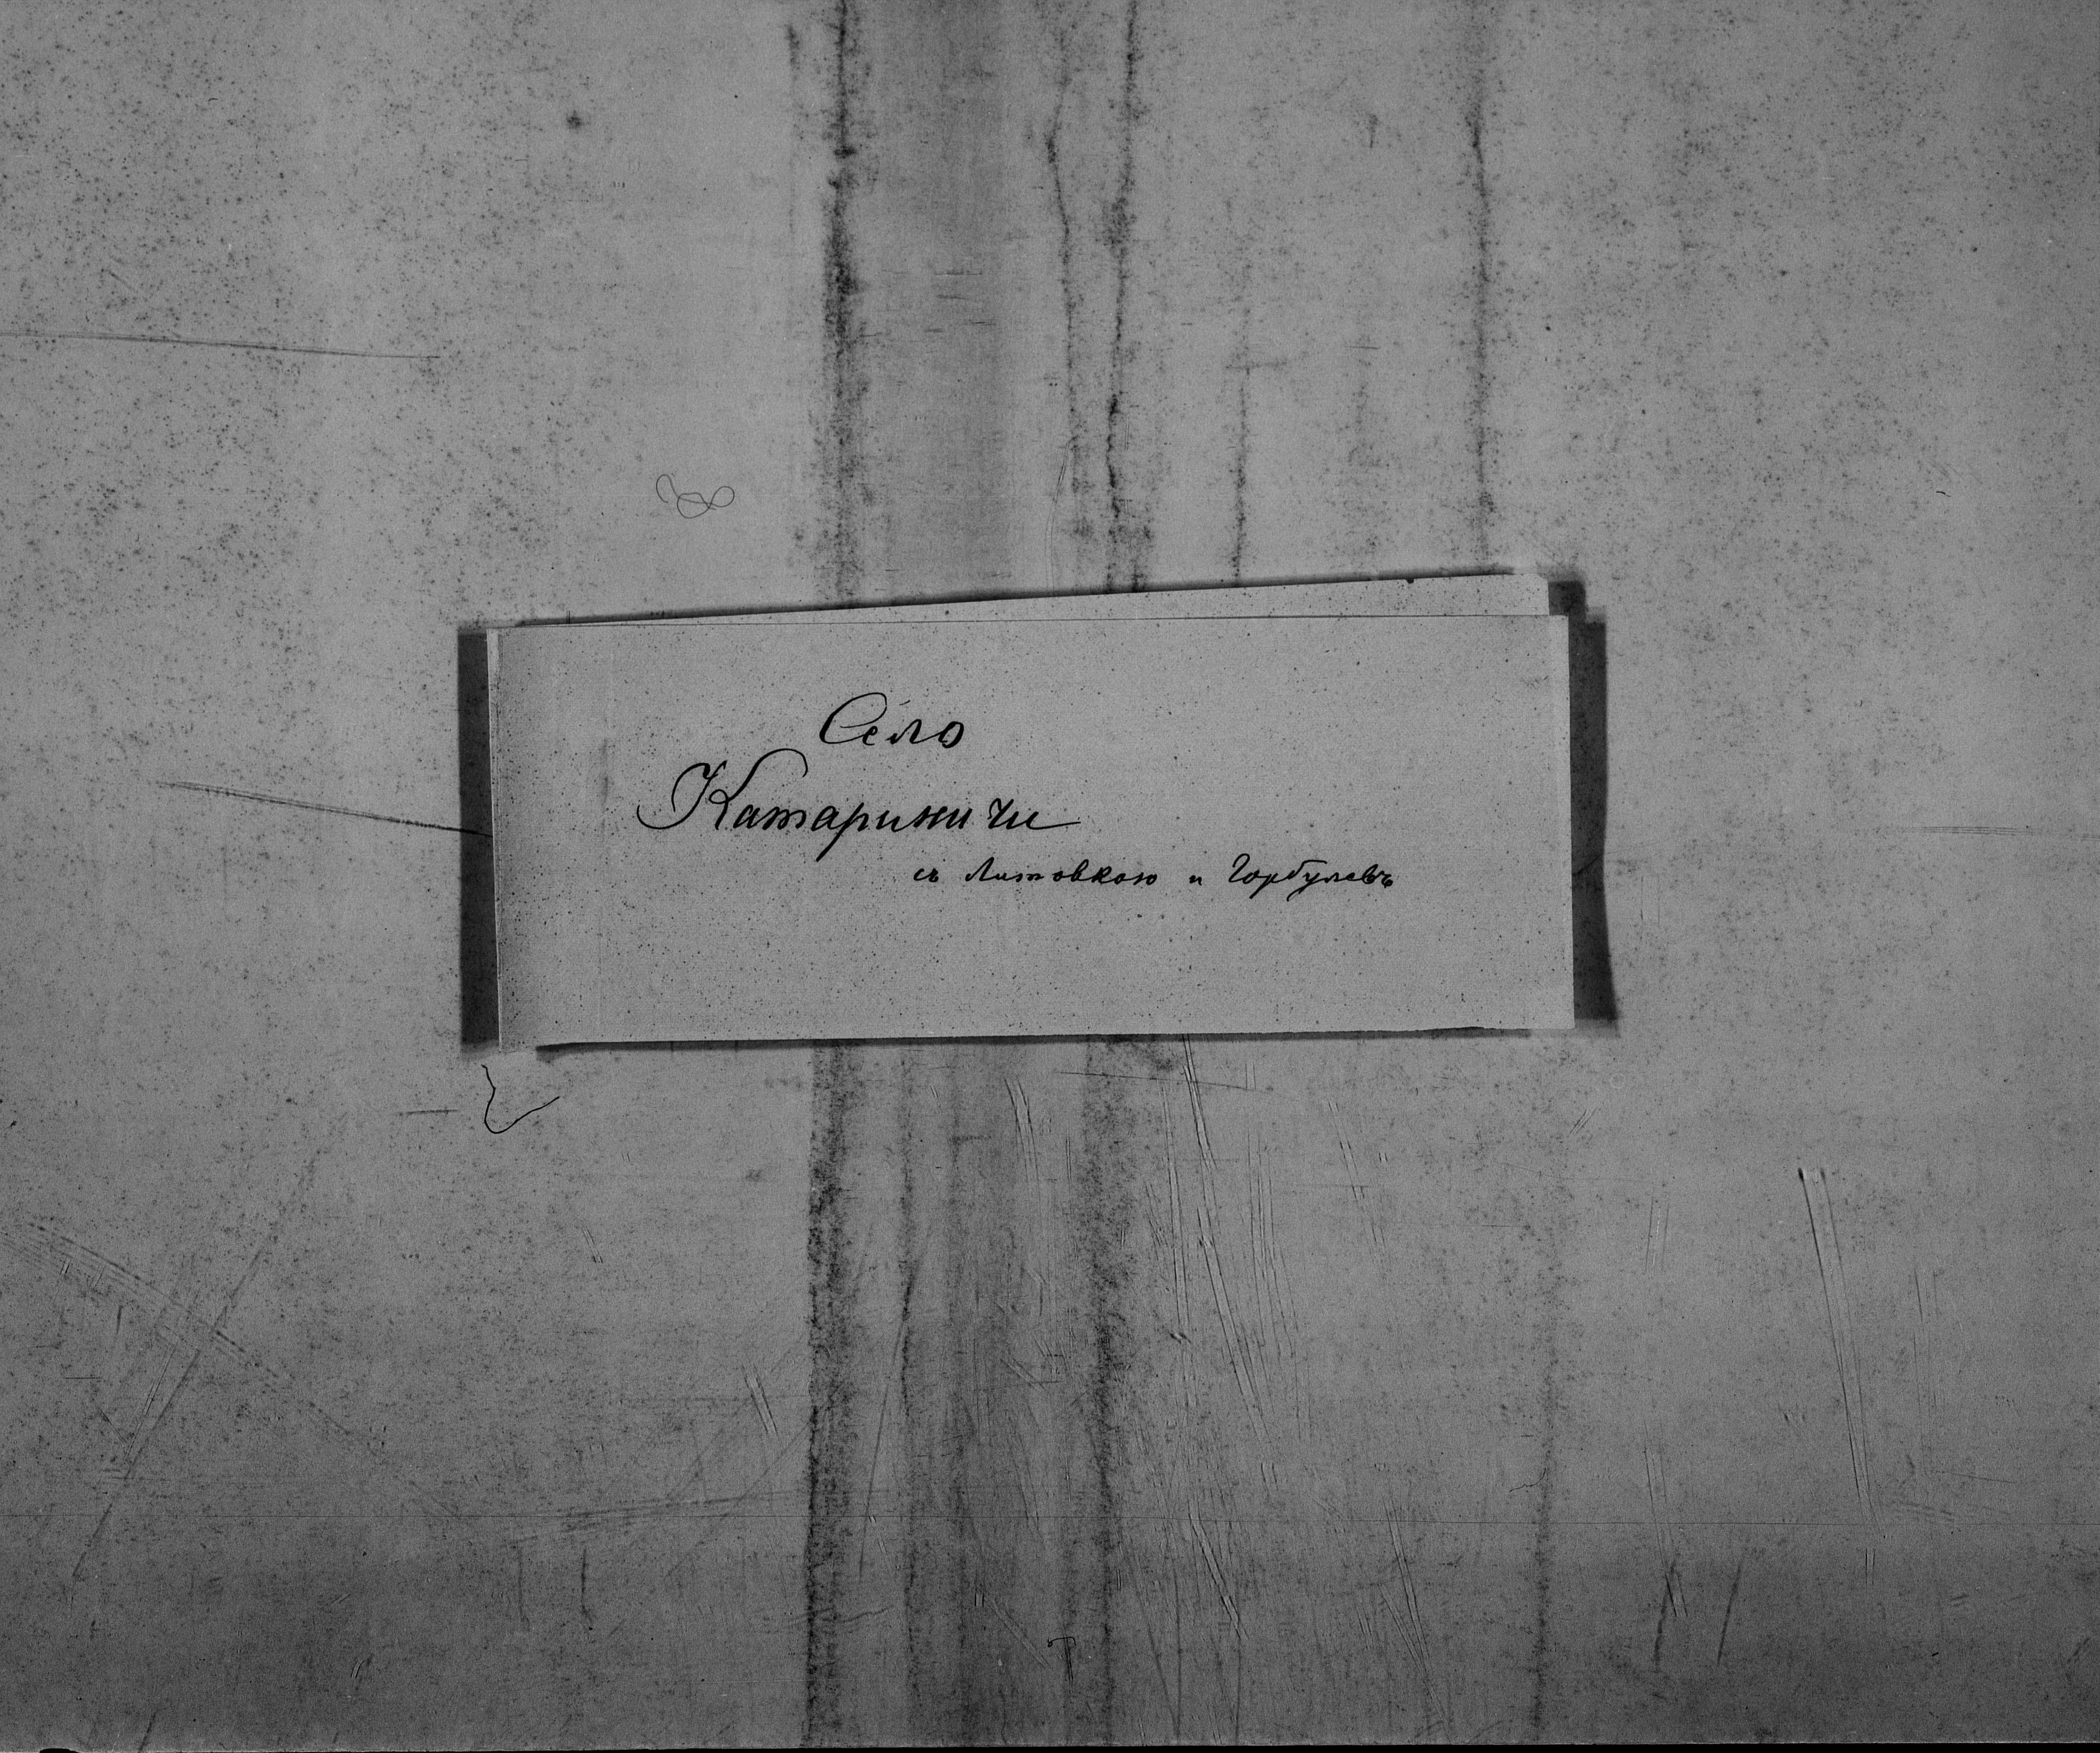 Село
Катариничи
съ Литовкою и Горбулевъ